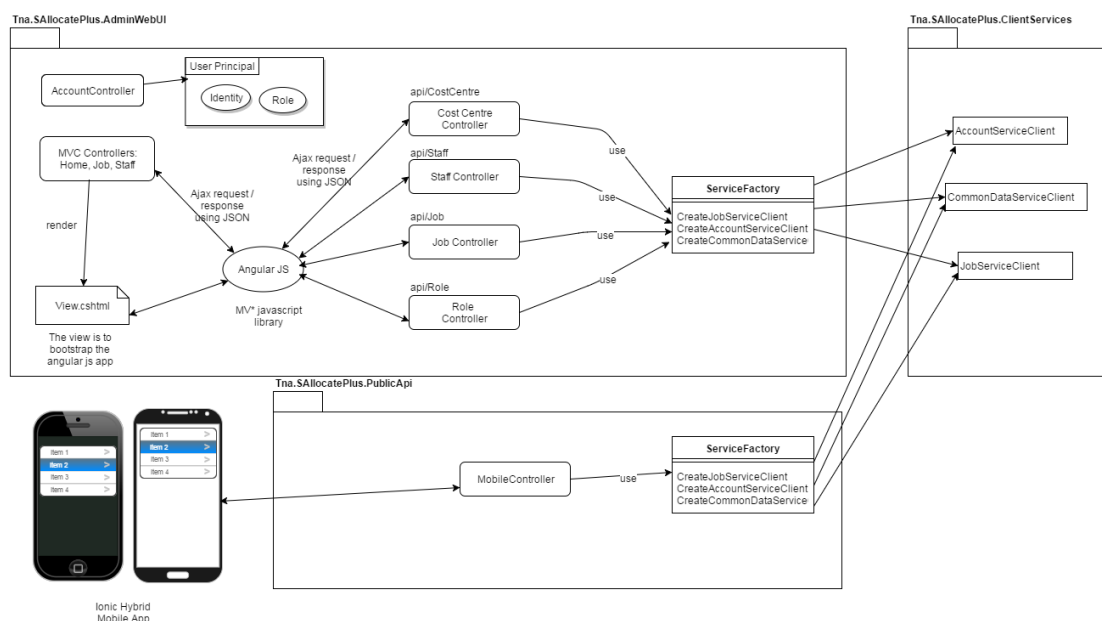 Tna.SAllocatePlus.AdminWebUI
Tna.SAllocatePlus.ClientServices
User Principal
Identity
Role
AccountController
MVC Controllers:
Home, Job, Staff
render
Ajax request /
response
using JSON
Ajax request /
response
using JSON
View.cshtml
The view is to
bootstrap the
angular js app
Angular JS
MV* javascript
library
api/CostCentre
Cost Centre
Controller
api/Staff
Staff Controller
api/Job
Job Controller
api/Role
Role
Controller
use
use
use
use
ServiceFactory
CreateJobServiceClient
CreateAccountServiceClient
CreateCommonDataService
AccountServiceClient
CommonDataServiceClient
JobServiceClient
Tna.SAllocatePlus.PublicApi
MobileController
use
ServiceFactory
CreateJobServiceClient
CreateAccountServiceClient
CreateCommonDataService
Item 1 >
Item 2 >
Item 3 >
Item 4 >
Item 1 >
Item 2 >
Item 3 >
Item 4 >
Ionic Hybrid
Mobile App